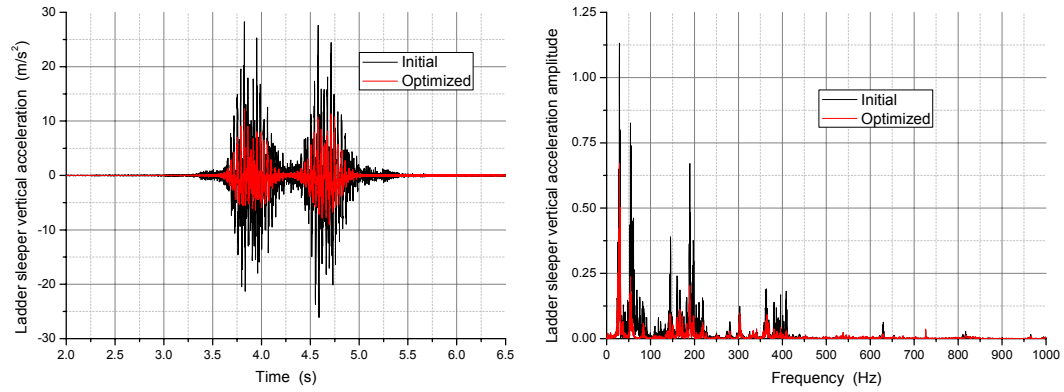 Ladder sleeper vertical acceleration (m/s²)
30
20
10
0
-10
-20
-30
2.0 2.5 3.0 3.5 4.0 4.5 5.0 5.5 6.0 6.5
Time (s)
Initial
Optimized
Ladder sleeper vertical acceleration amplitude
1.25
1.00
0.75
0.50
0.25
0.00
0 100 200 300 400 500 600 700 800 900 1000
Frequency (Hz)
Initial
Optimized